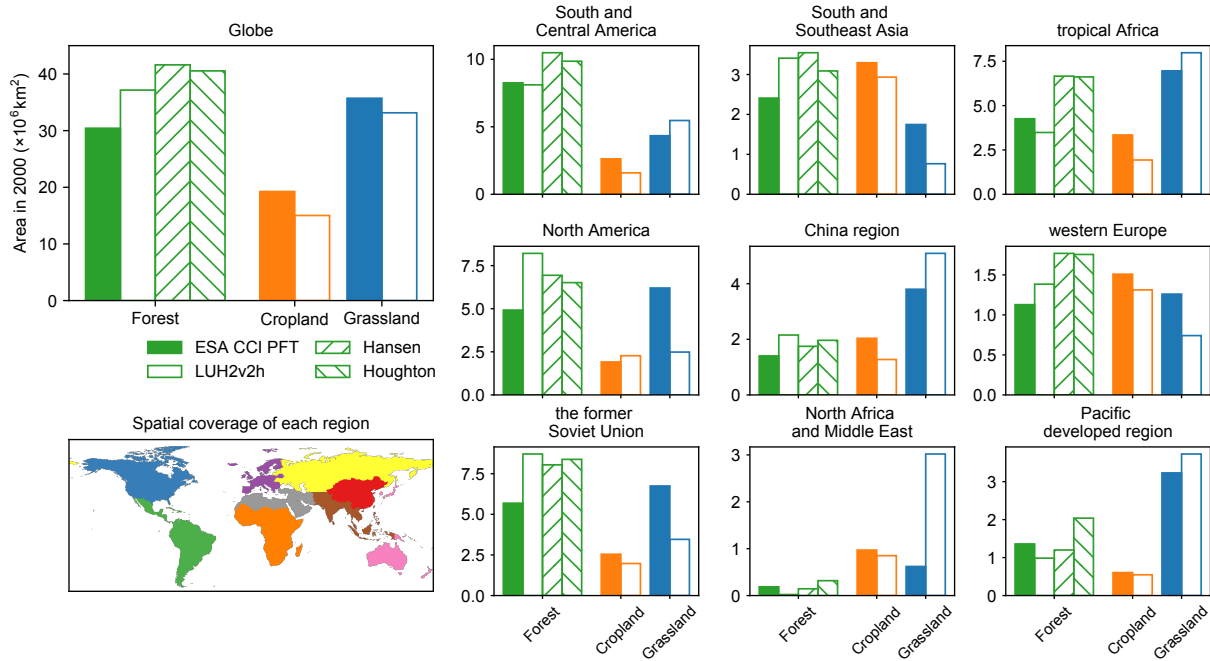 Globe
Area in 2000 (×10⁶km²)
40
30
20
10
0
Forest
Cropland
Grassland
ESA CCI PFT
LUH2v2h
Hansen
Houghton
Spatial coverage of each region
South and
Central America
10
5
0
South and
Southeast Asia
3
2
1
0
tropical Africa
7.5
5.0
2.5
0.0
North America
7.5
5.0
2.5
0.0
China region
4
2
0
western Europe
1.5
1.0
0.5
0.0
the former
Soviet Union
7.5
5.0
2.5
0.0
Forest
Cropland
Grassland
North Africa
and Middle East
3
2
1
0
Forest
Cropland
Grassland
Pacific
developed region
3
2
1
0
Forest
Cropland
Grassland